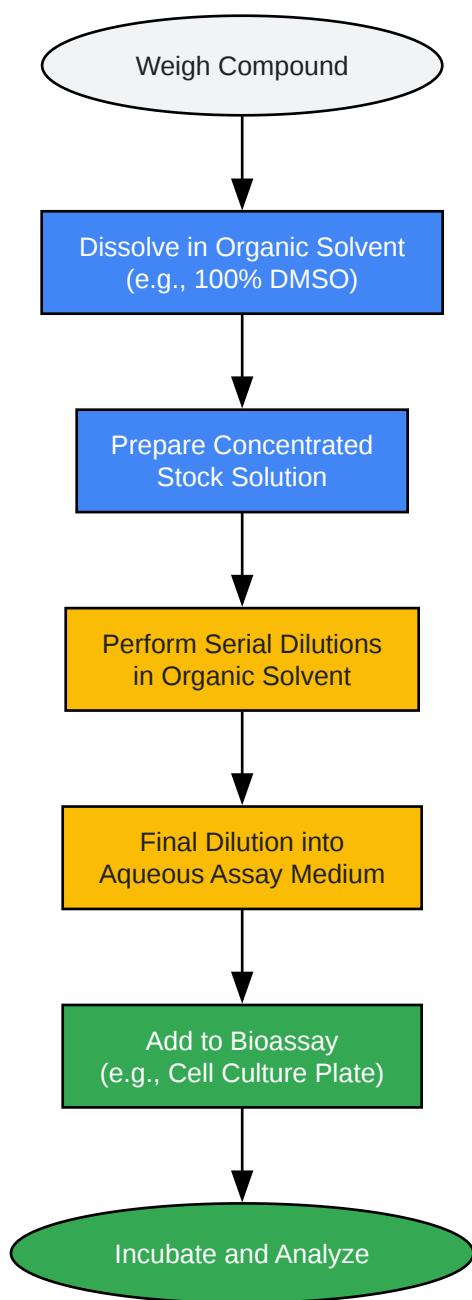 Weigh Compound
Dissolve in Organic Solvent
(e.g., 100% DMSO)
Prepare Concentrated
Stock Solution
Perform Serial Dilutions
in Organic Solvent
Final Dilution into
Aqueous Assay Medium
Add to Bioassay
(e.g., Cell Culture Plate)
Incubate and Analyze